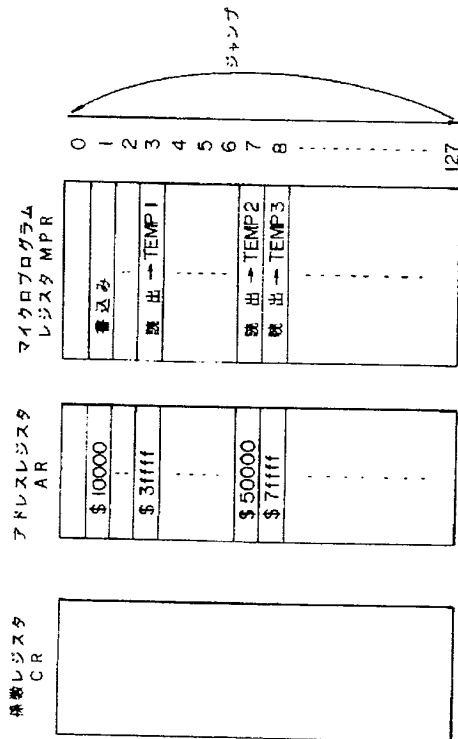 係数レジスタ
CR
アドレスレジスタ
AR
$10000
$3ffff
$50000
$7ffff
マイクロプログラム
レジスタ MPR
書込み
読出→TEMP1
読出→TEMP2
読出→TEMP3
0
1
2
3
4
5
6
7
8
127
ジャンプ